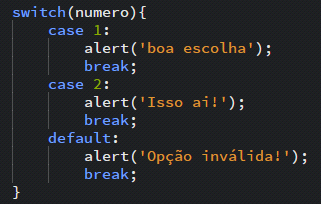 switch(numero){
    case 1:
        alert('boa escolha');
        break;
    case 2:
        alert('Isso ai!');
        break;
    default:
        alert('Opção inválida!');
        break;
}